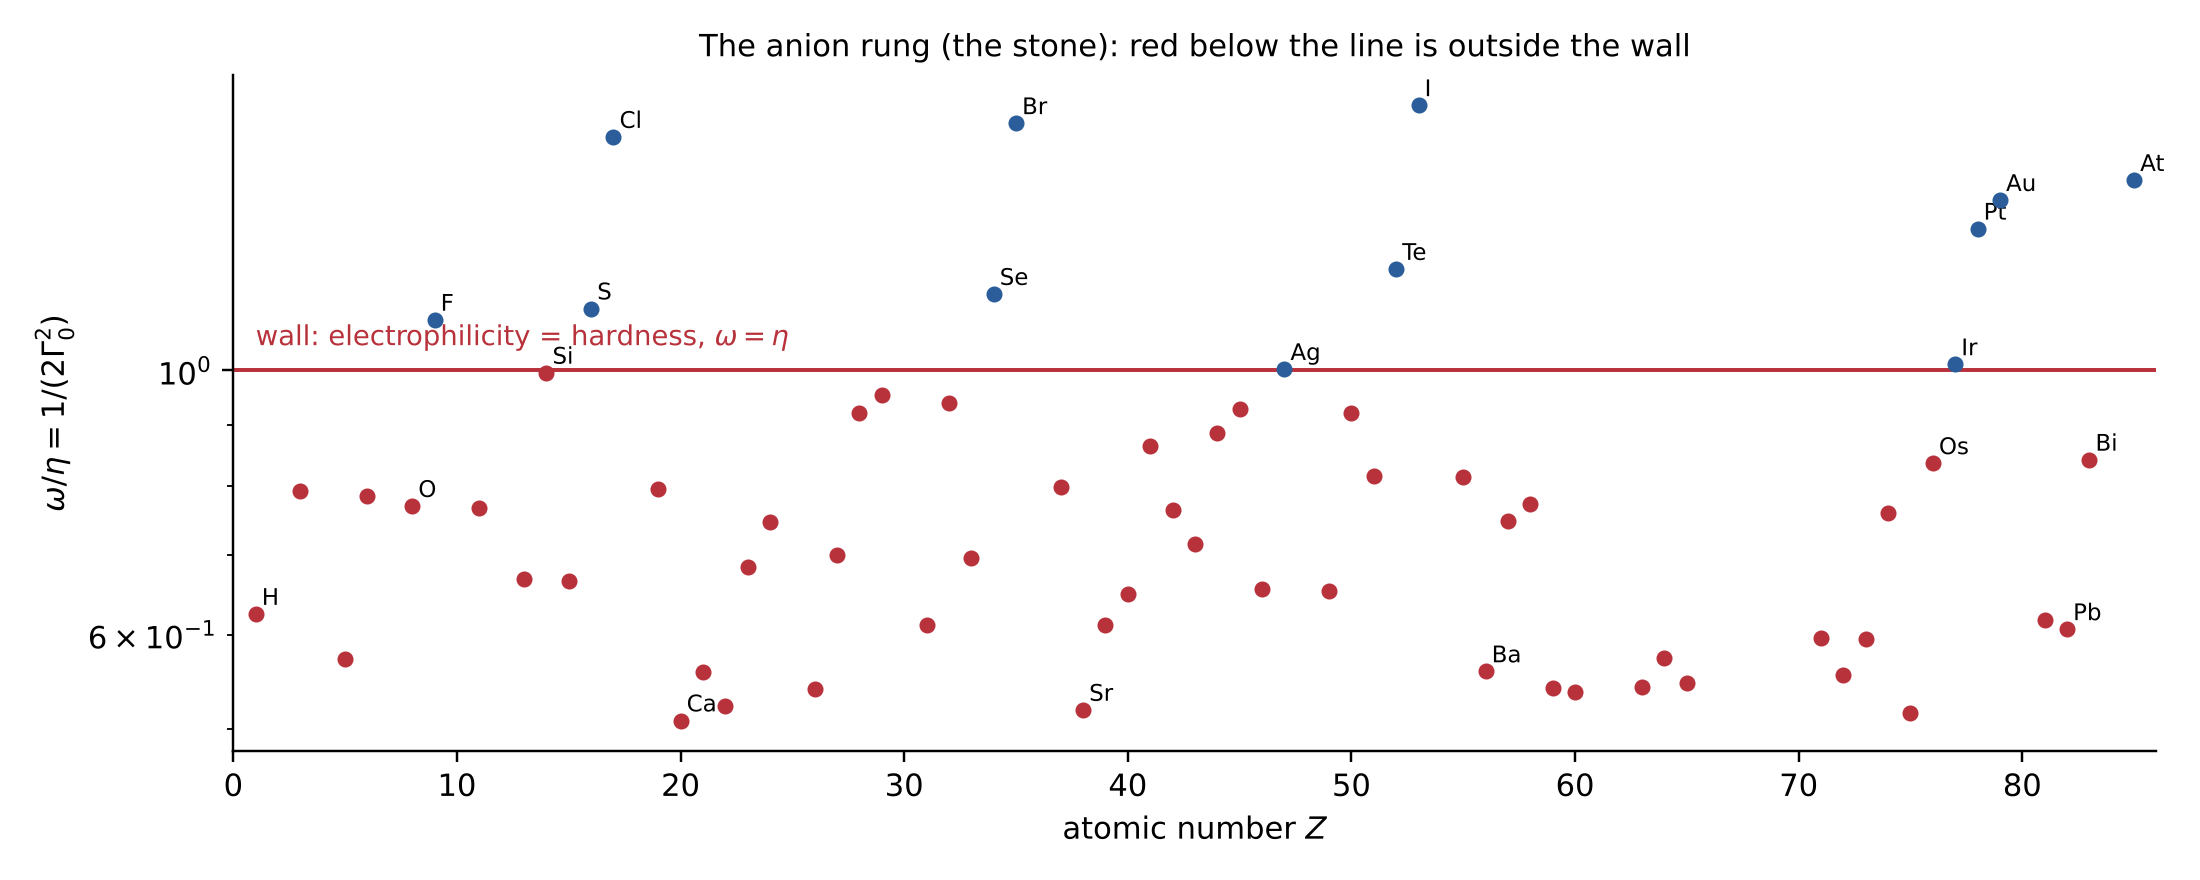 The anion rung (the stone): red below the line is outside the wall
I
Br
Cl
At
Au
Pt
Te
Se
S
F
wall: electrophilicity = hardness, ω = η
Si
Ag
Ir
10⁰
ω/η = 1/(2Γ₀²)
Os
Bi
O
H
Pb
6 × 10⁻¹
Ba
Ca
Sr
0 10 20 30 40 50 60 70 80
atomic number Z